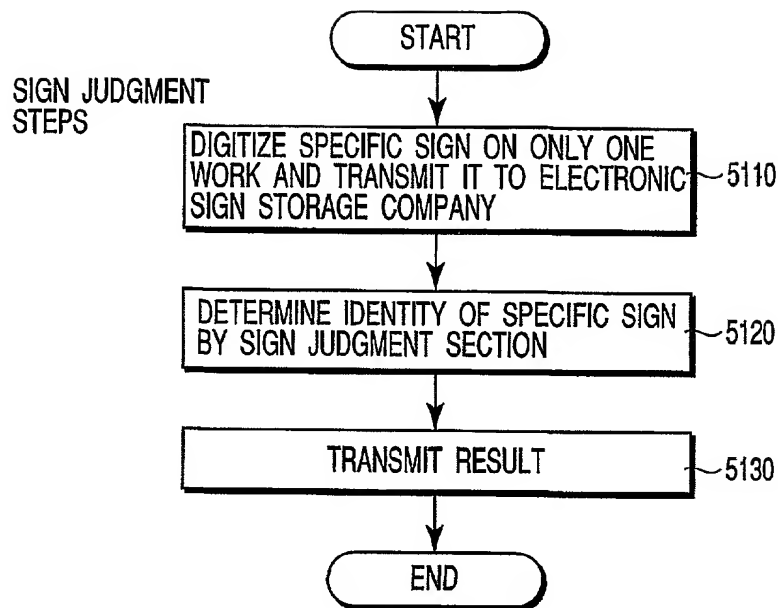 START
SIGN JUDGMENT
STEPS
DIGITIZE SPECIFIC SIGN ON ONLY ONE
WORK AND TRANSMIT IT TO ELECTRONIC
SIGN STORAGE COMPANY
5110
DETERMINE IDENTITY OF SPECIFIC SIGN
BY SIGN JUDGMENT SECTION
5120
TRANSMIT RESULT
5130
END